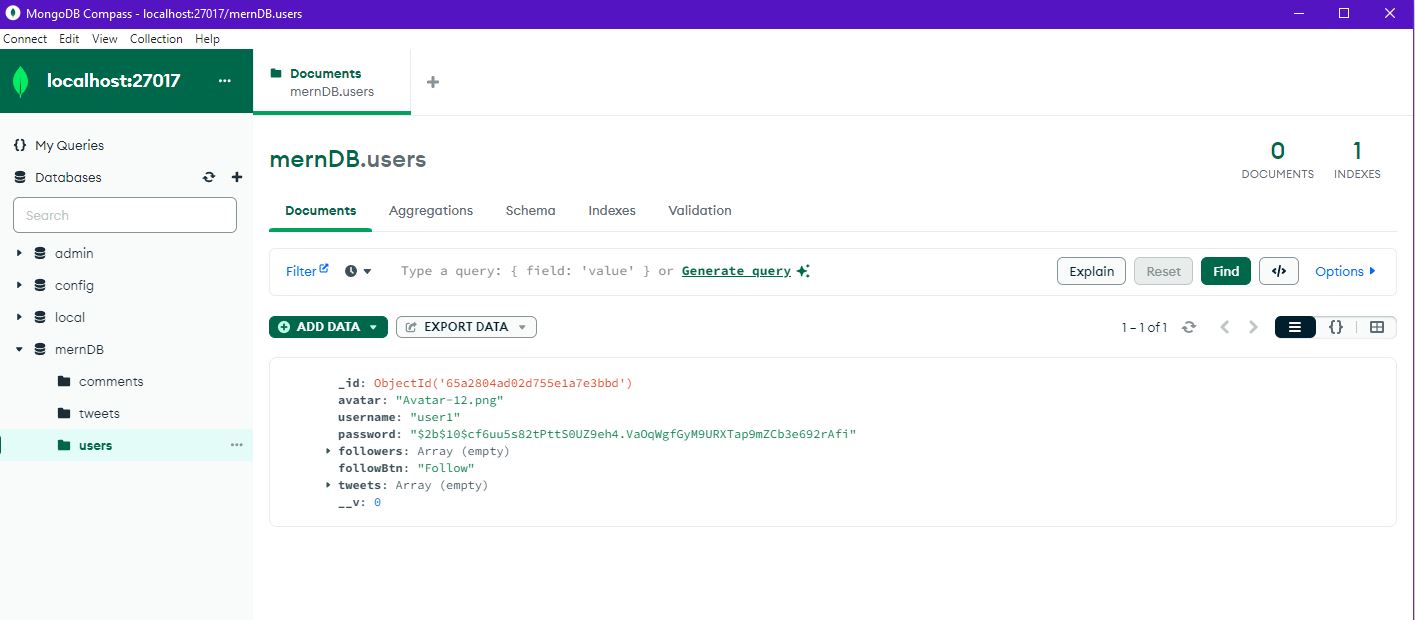 MongoDB Compass - localhost:27017/mernDB.users
Connect Edit View Collection Help
localhost:27017 ...
Documents
mernDB.users
{} My Queries
Databases
Search
admin
config
local
mernDB
comments
tweets
users
mernDB.users
0 1
DOCUMENTS INDEXES
Documents Aggregations Schema Indexes Validation
Filter Type a query: { field: 'value' } or Generate query Explain Reset Find </> Options
ADD DATA EXPORT DATA 1 – 1 of 1 {}
_id: ObjectId('65a2804ad02d755e1a7e3bbd')
avatar: "Avatar-12.png"
username: "user1"
password: "$2b$10$cf6uu5s82tPttS0UZ9eh4.VaOqWgfGyM9URXTap9mZCb3e692rAfi"
followers: Array (empty)
followBtn: "Follow"
tweets: Array (empty)
__v: 0